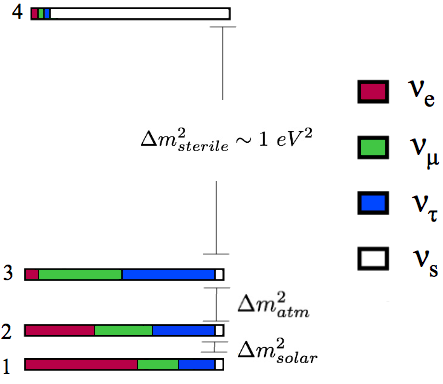 4
νe
Δm²sterile ∼ 1 eV²
νμ
ντ
νs
3
Δm²atm
2
Δm²solar
1